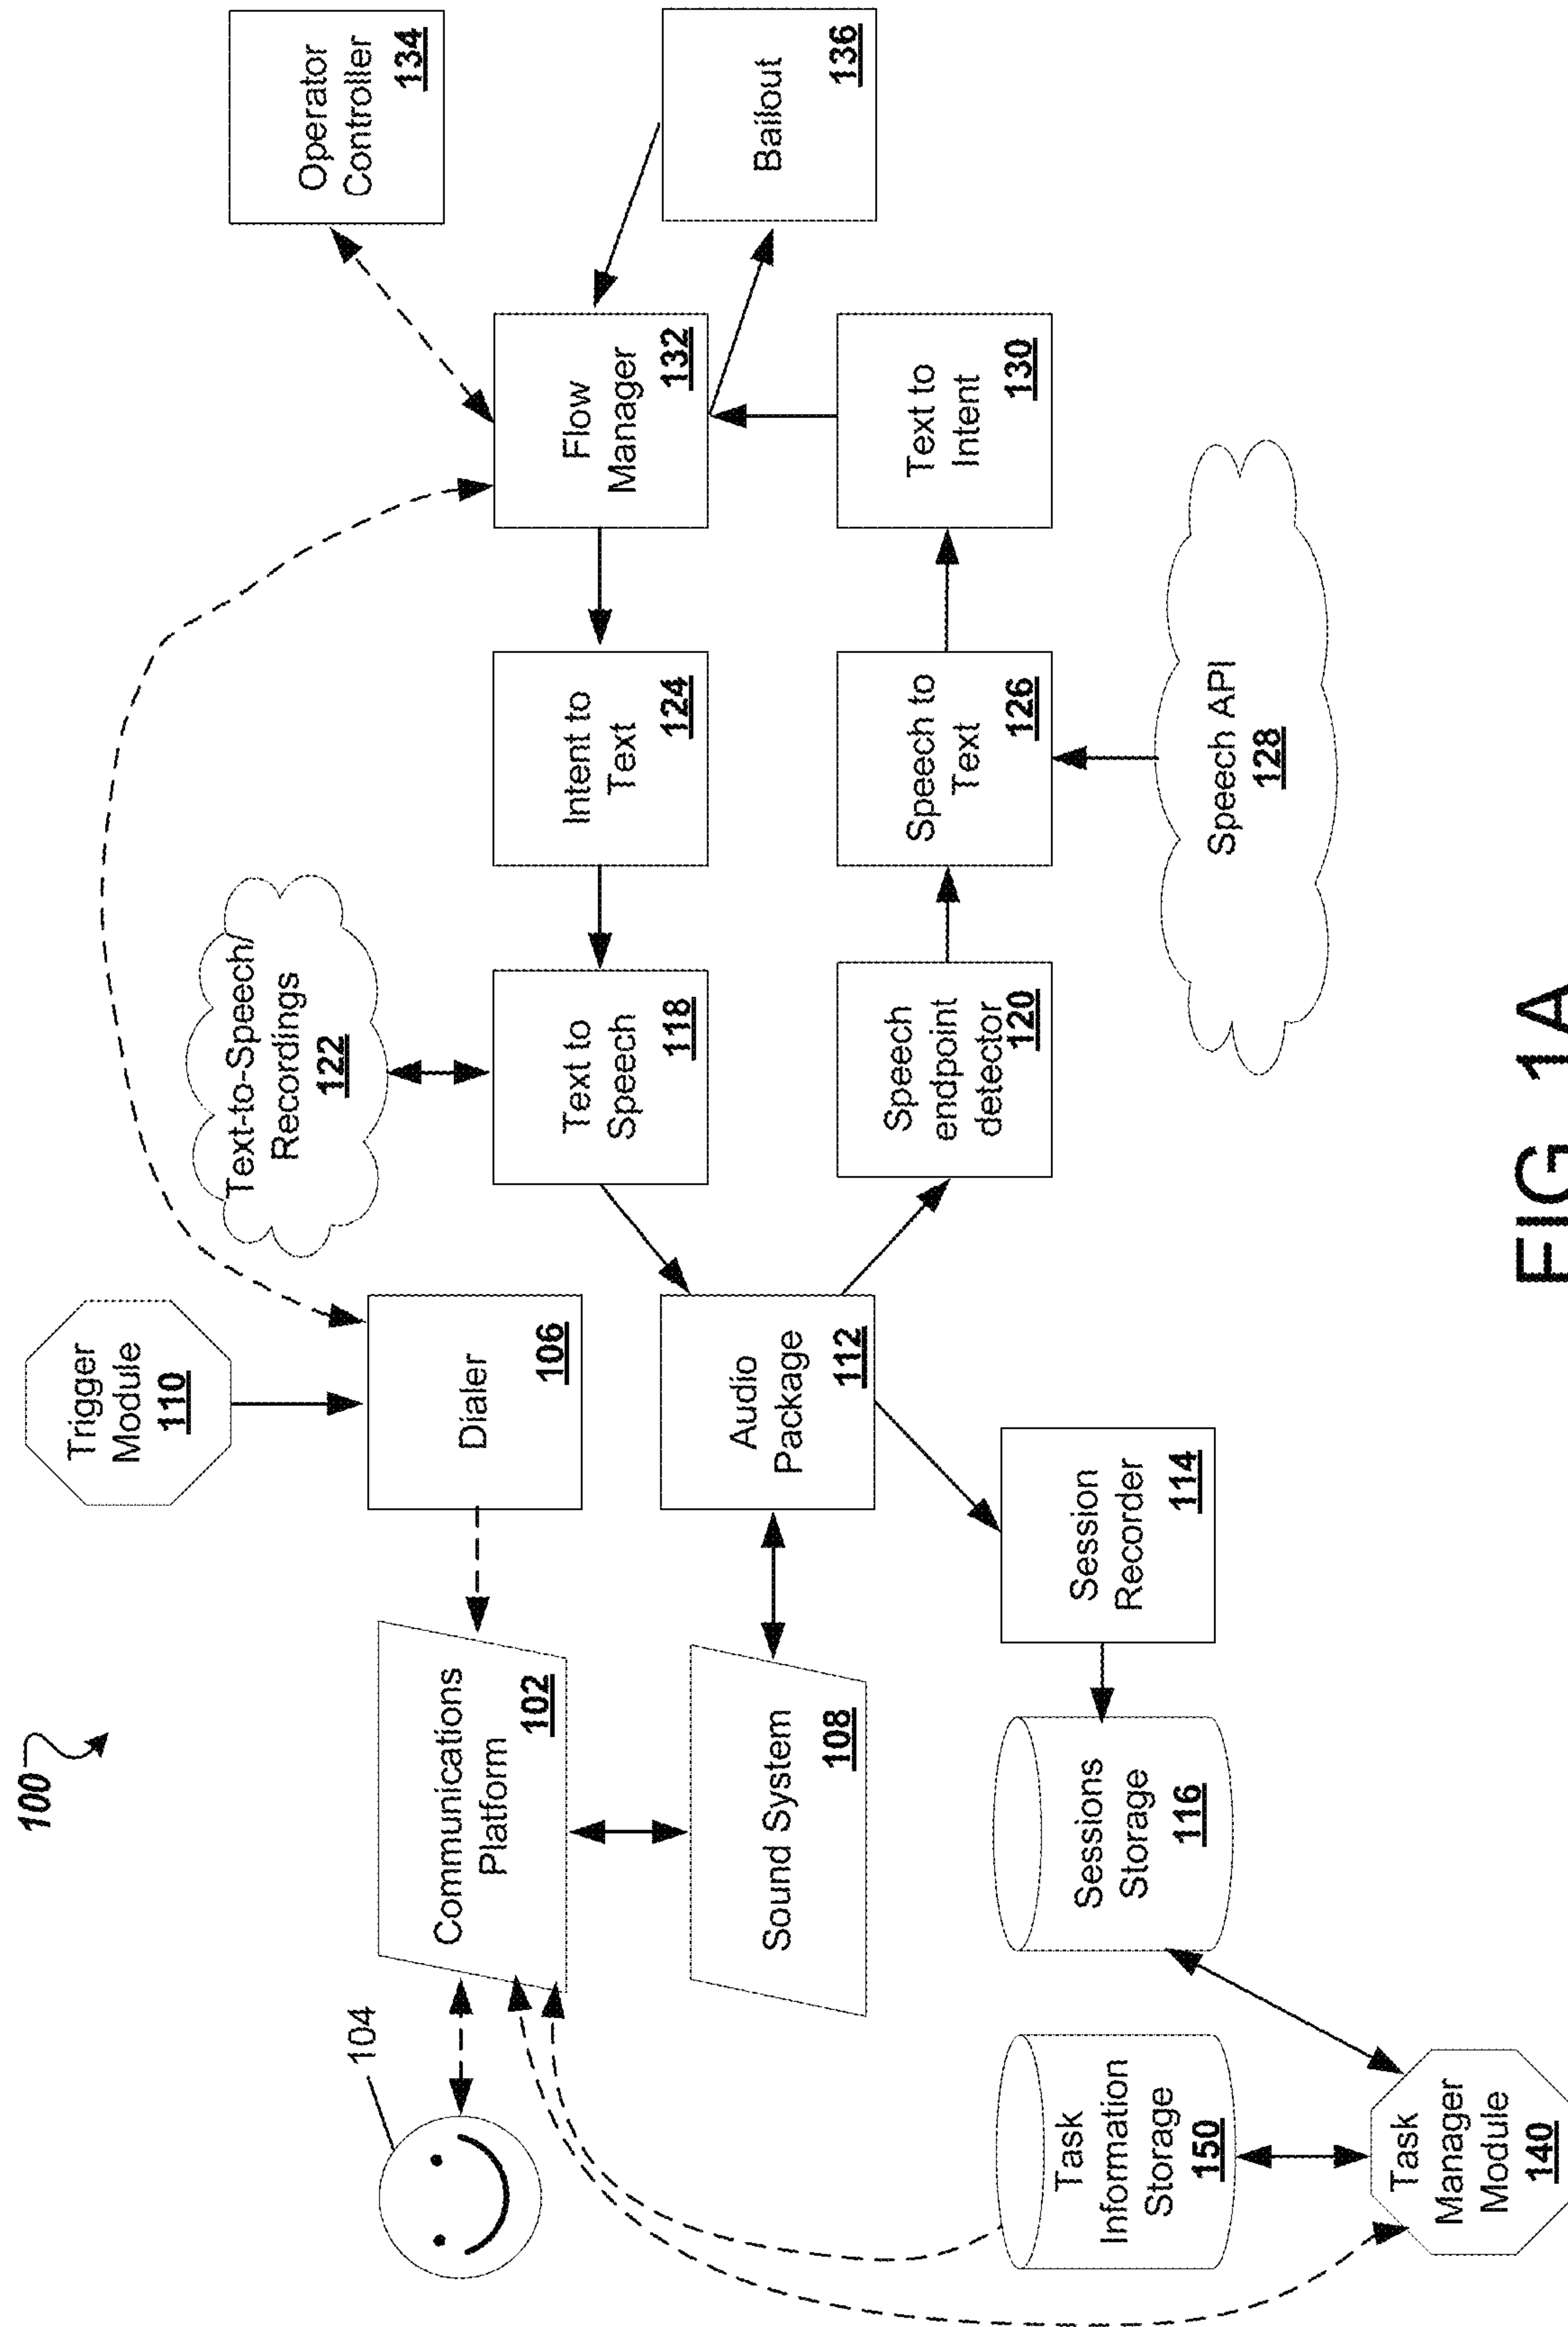 100
Trigger
Module
110
104
Communications
Platform
102
Dialer
106
Text-to-Speech/
Recordings
122
Operator
Controller
134
Text to
Speech
118
Intent to
Text
124
Flow
Manager
132
Sound System
108
Audio
Package
112
Bailout
136
Speech
endpoint
detector
120
Speech to
Text
126
Text to
Intent
130
Task
Information
Storage
150
Sessions
Storage
116
Session
Recorder
114
Speech API
128
Task
Manager
Module
140
FIG. 1A